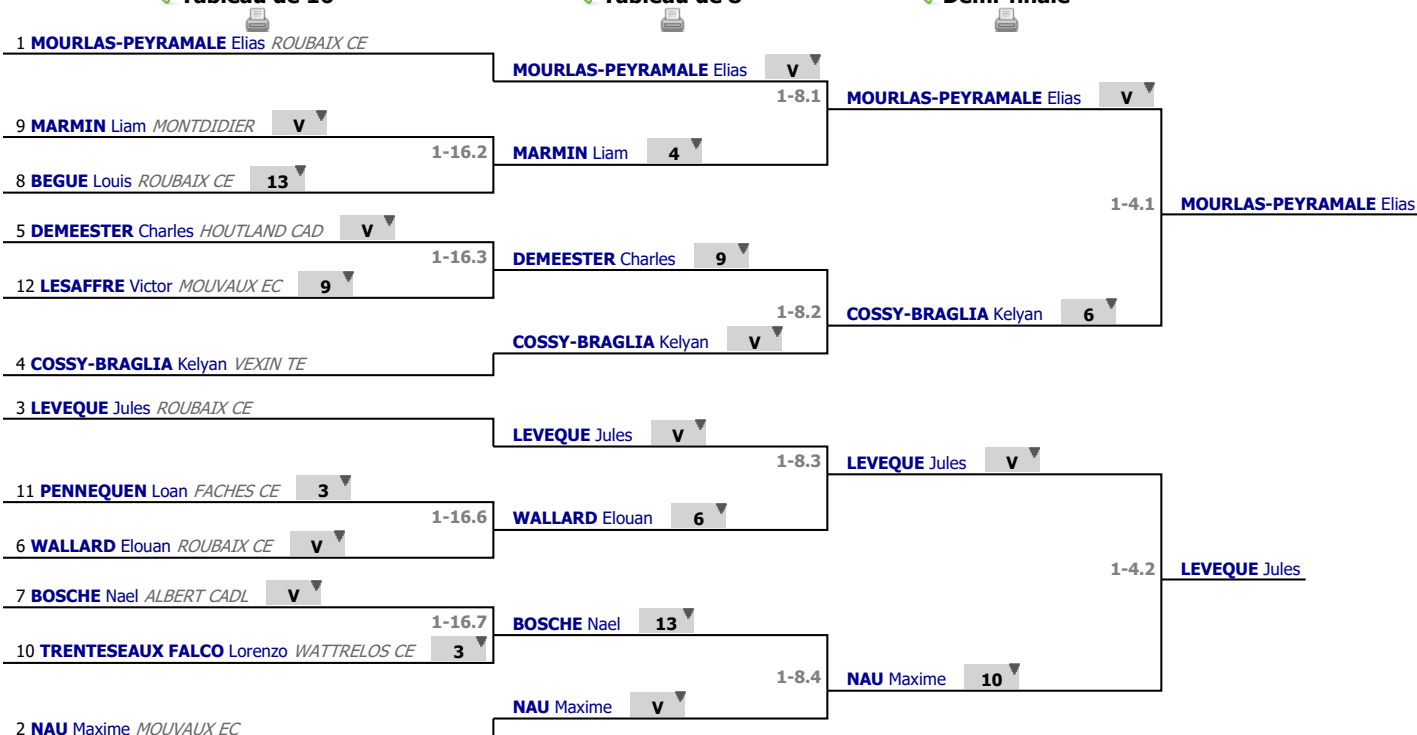 Tableau de 16
Tableau de 8
Demi-finale
1 MOURLAS-PEYRAMALE Elias ROUBAIX CE
MOURLAS-PEYRAMALE Elias V
1-8.1
MOURLAS-PEYRAMALE Elias V
9 MARMIN Liam MONTDIDIER V
1-16.2
MARMIN Liam 4
8 BEGUE Louis ROUBAIX CE 13
1-4.1
MOURLAS-PEYRAMALE Elias
5 DEMEESTER Charles HOUTLAND CAD V
1-16.3
DEMEESTER Charles 9
12 LESAFFRE Victor MOUVAUX EC 9
1-8.2
COSSY-BRAGLIA Kelyan 6
COSSY-BRAGLIA Kelyan V
4 COSSY-BRAGLIA Kelyan VEXIN TE
3 LEVEQUE Jules ROUBAIX CE
LEVEQUE Jules V
1-8.3
LEVEQUE Jules V
11 PENNEQUEN Loan FACHES CE 3
1-16.6
WALLARD Elouan 6
6 WALLARD Elouan ROUBAIX CE V
1-4.2
LEVEQUE Jules
7 BOSCHE Nael ALBERT CADL V
1-16.7
BOSCHE Nael 13
10 TRENTESEAUX FALCO Lorenzo WATTRELOS CE 3
1-8.4
NAU Maxime 10
NAU Maxime V
2 NAU Maxime MOUVAUX EC